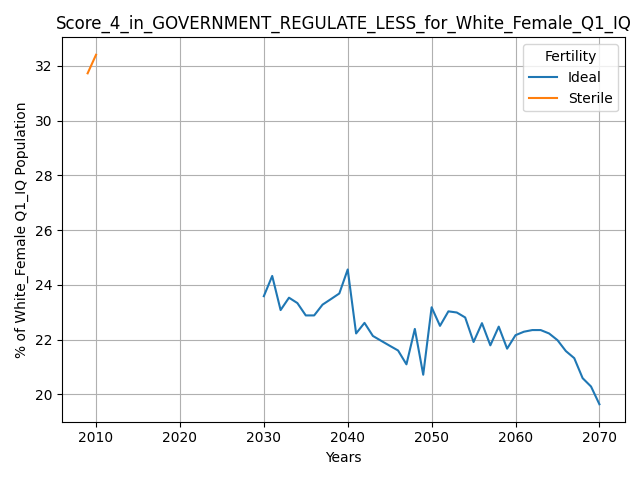 Score_4_in_GOVERNMENT_REGULATE_LESS_for_White_Female_Q1_IQ
Fertility
Ideal
Sterile
% of White_Female Q1_IQ Population
32
30
28
26
24
22
20
2010
2020
2030
2040
2050
2060
2070
Years